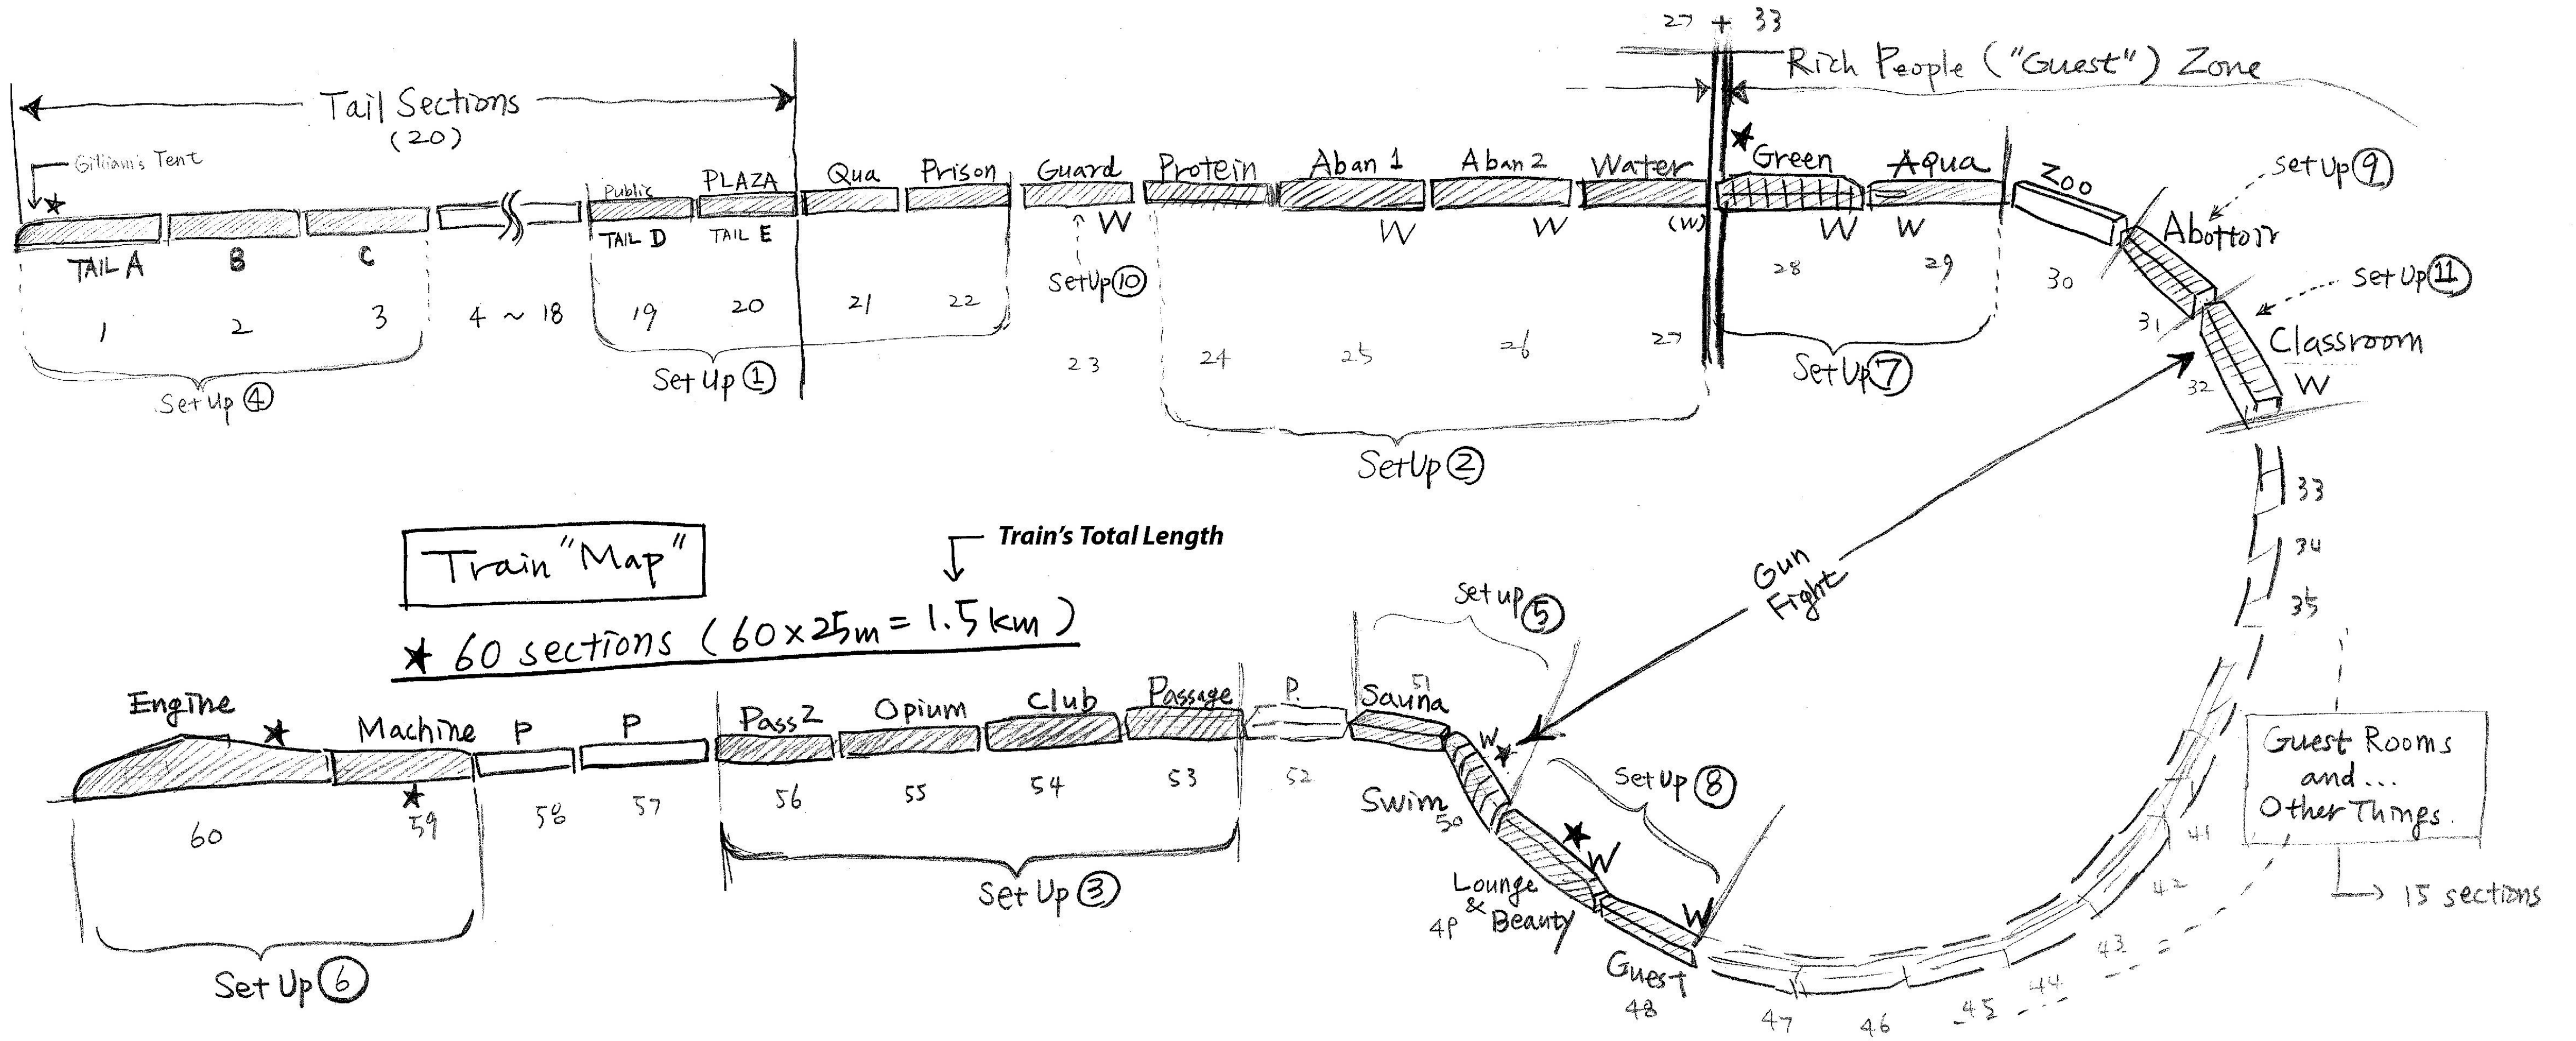 27 + 33
Rich People ("Guest") Zone
Tail Sections
(20)
Gilliam's Tent
Public
PLAZA
Qua
Prison
Guard
Protein
Aban 1
Aban 2
Water
Green
Aqua
Zoo
Set Up 9
Abottoir
TAIL A
B
C
TAIL D
TAIL E
W
W
W
(W)
W
W
Set Up 10
Set Up 11
Classroom
W
1
2
3
4 ~ 18
19
20
21
22
23
24
25
26
27
28
29
30
31
32
Set Up 4
Set Up 1
Set Up 2
Set Up 7
33
34
35
Train "Map"
Train's Total Length
★ 60 sections (60x25m = 1.5 km)
Gun
Fight
Set up 5
Engine
Machine
P
P
Pass 2
Opium
Club
Passage
P.
Sauna
51
W
Swim
50
Set Up 8
W
Lounge
& Beauty
49
W
Guest
48
60
59
58
57
56
55
54
53
52
Set Up 6
Set Up 3
Guest Rooms
and...
Other Things.
15 sections
41
42
43
44
45
46
47